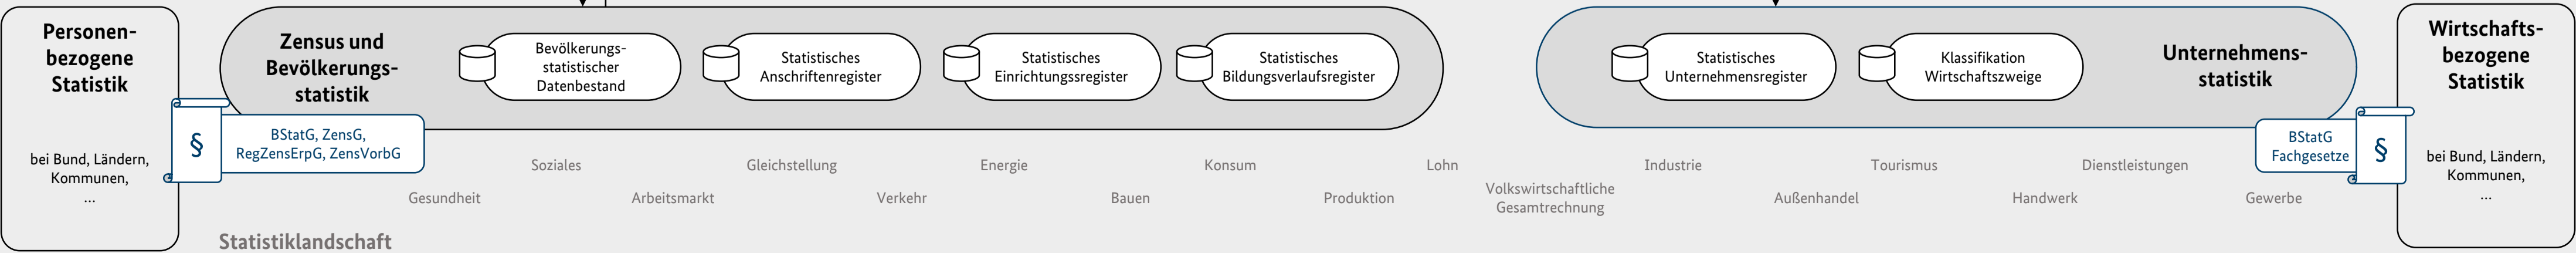 Personen-
bezogene
Statistik
bei Bund, Ländern,
Kommunen,
...
§
BStatG, ZensG,
RegZensErpG, ZensVorbG
Zensus und
Bevölkerungs-
statistik
Bevölkerungs-
statistischer
Datenbestand
Statistisches
Anschriftenregister
Statistisches
Einrichtungssregister
Statistisches
Bildungsverlaufsregister
Statistisches
Unternehmensregister
Klassifikation
Wirtschaftszweige
Unternehmens-
statistik
BStatG
Fachgesetze
§
Wirtschafts-
bezogene
Statistik
bei Bund, Ländern,
Kommunen,
...
Soziales
Gleichstellung
Energie
Konsum
Lohn
Industrie
Tourismus
Dienstleistungen
Gesundheit
Arbeitsmarkt
Verkehr
Bauen
Produktion
Volkswirtschaftliche
Gesamtrechnung
Außenhandel
Handwerk
Gewerbe
Statistiklandschaft